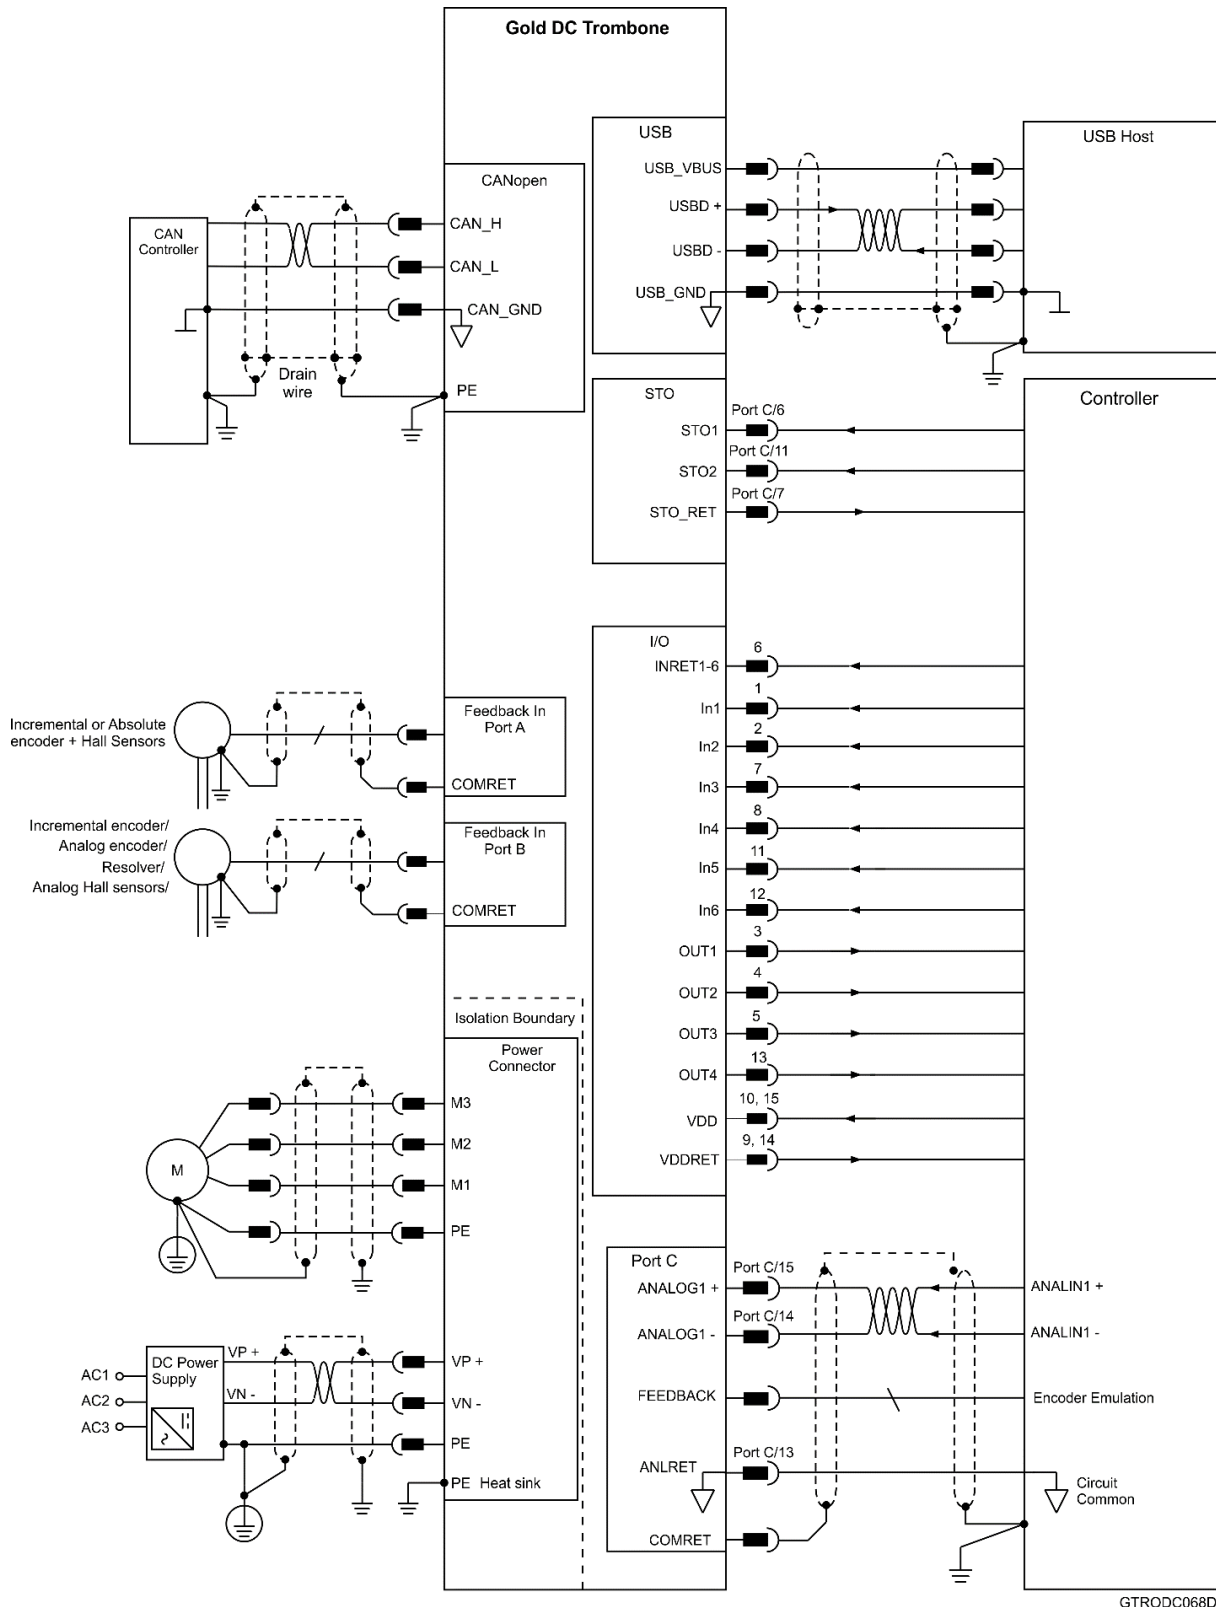 Gold DC Trombone
USB
USB_VBUS
USBD +
USBD -
USB_GND
USB Host
CANopen
CAN_H
CAN_L
CAN_GND
PE
CAN
Controller
Drain
wire
STO
STO1
Port C/6
STO2
Port C/11
STO_RET
Port C/7
Controller
I/O
INRET1-6
6
In1
1
In2
2
In3
7
In4
8
In5
11
In6
12
OUT1
3
OUT2
4
OUT3
5
OUT4
13
VDD
10, 15
VDDRET
9, 14
Incremental or Absolute
encoder + Hall Sensors
Feedback In
Port A
COMRET
Incremental encoder/
Analog encoder/
Resolver/
Analog Hall sensors/
Feedback In
Port B
COMRET
Isolation Boundary
Power
Connector
M3
M2
M1
PE
M
AC1
AC2
AC3
DC Power
Supply
VP +
VN -
VP +
VN -
PE
PE Heat sink
Port C
ANALOG1 +
Port C/15
ANALIN1 +
ANALOG1 -
Port C/14
ANALIN1 -
FEEDBACK
Encoder Emulation
ANLRET
Port C/13
Circuit
Common
COMRET
GTRODC068D